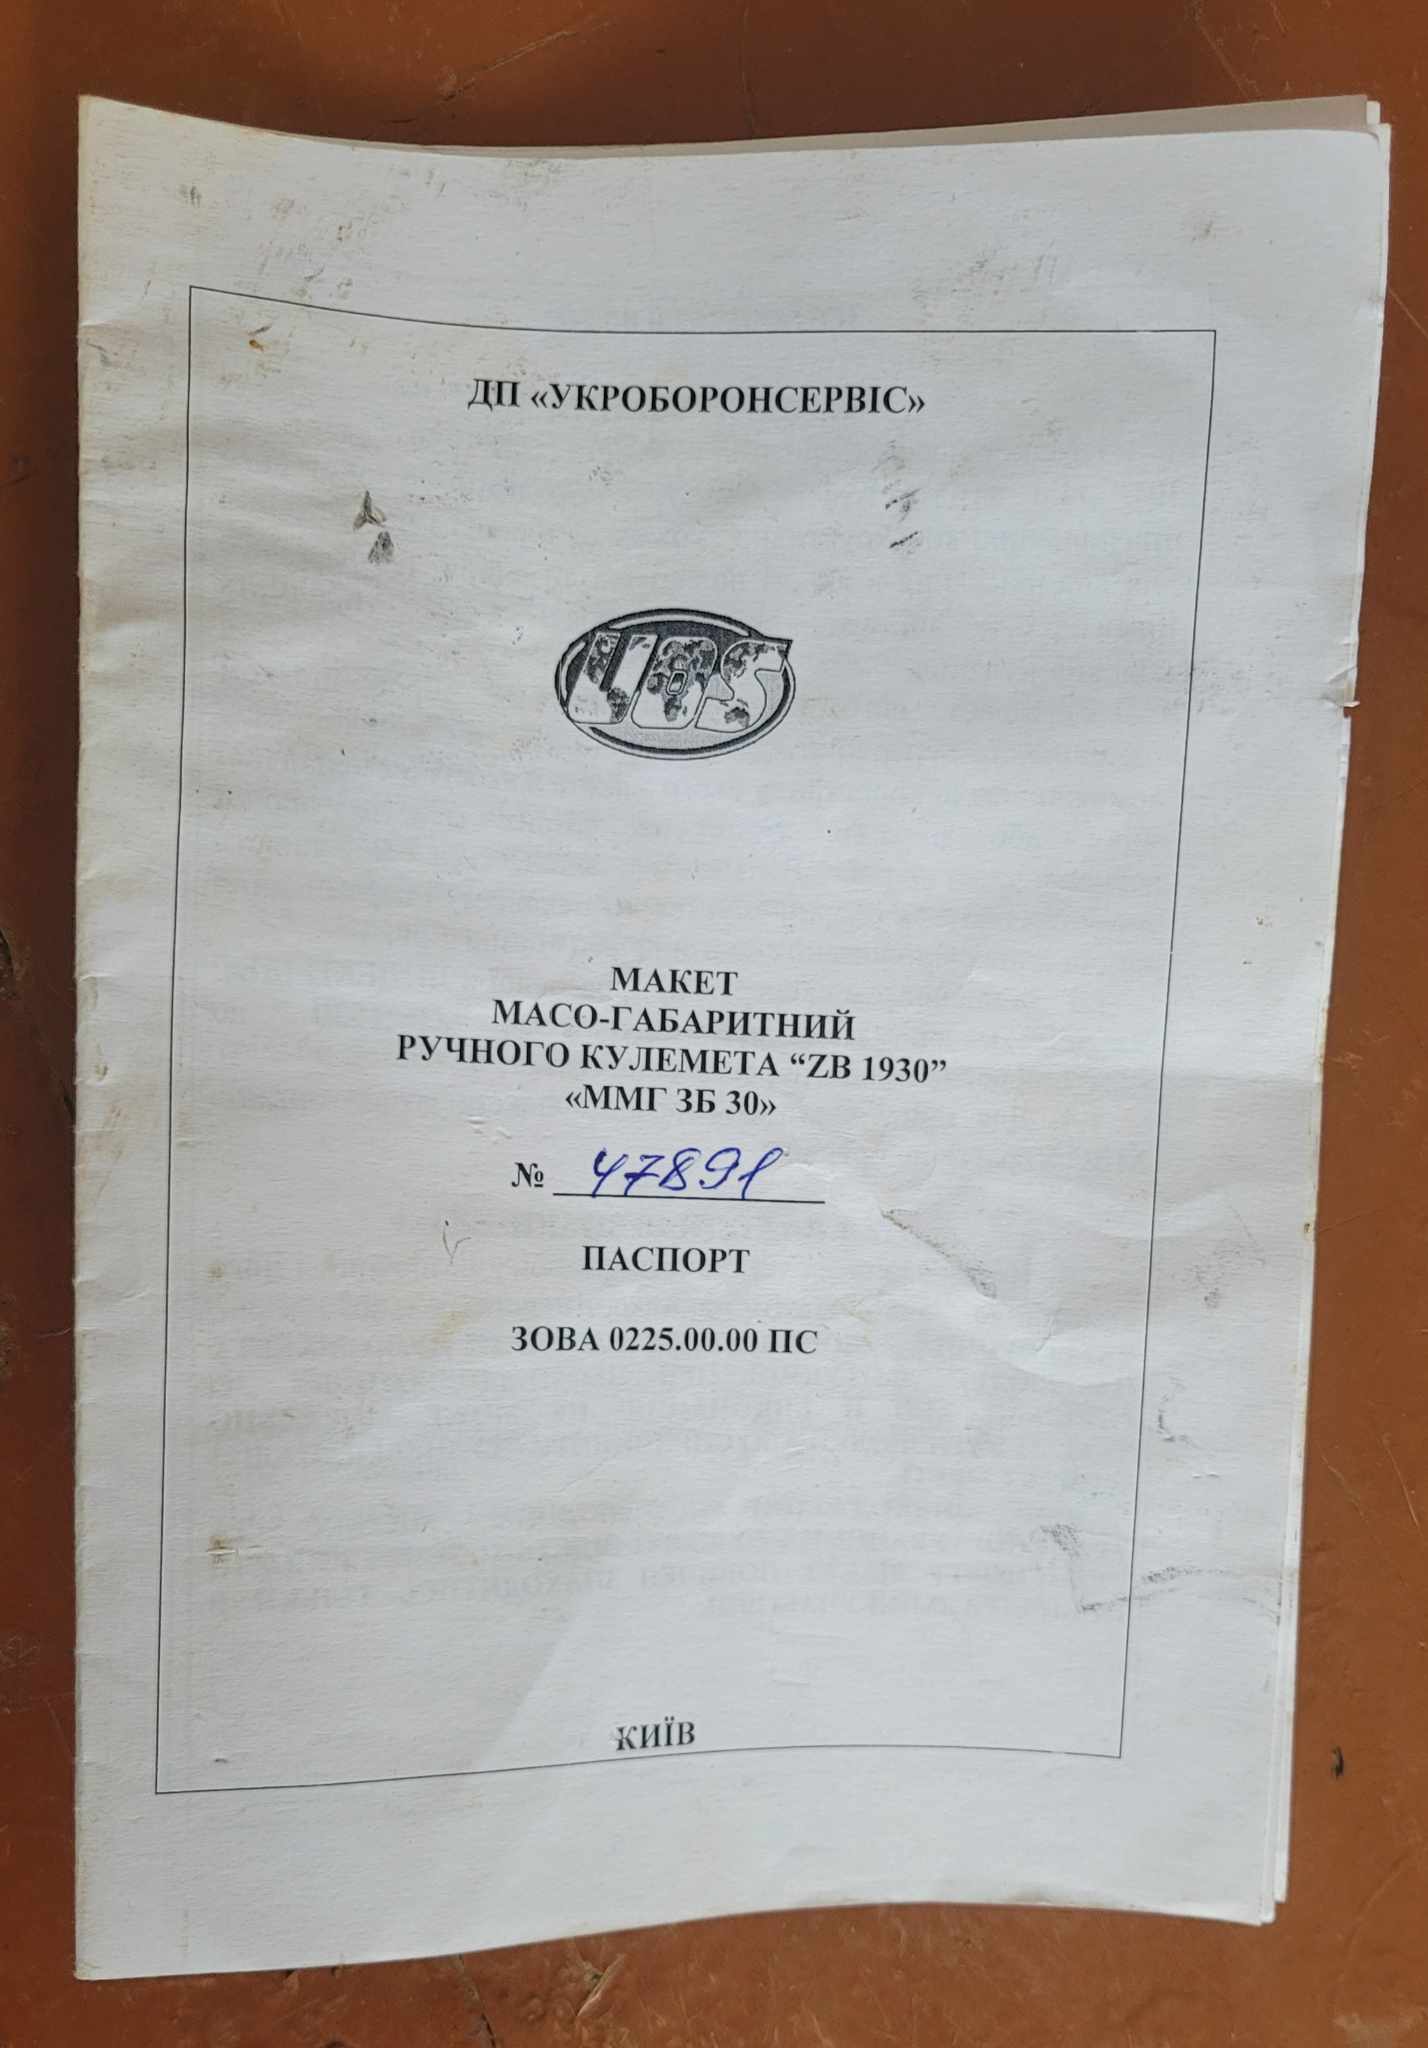 ДП «УКРОБОРОНСЕРВІС»
UBS
МАКЕТ
МАСО-ГАБАРИТНИЙ
РУЧНОГО КУЛЕМЕТА “ZB 1930”
«ММГ ЗБ 30»
№ 47891
ПАСПОРТ
ЗОВА 0225.00.00 ПС
КИЇВ